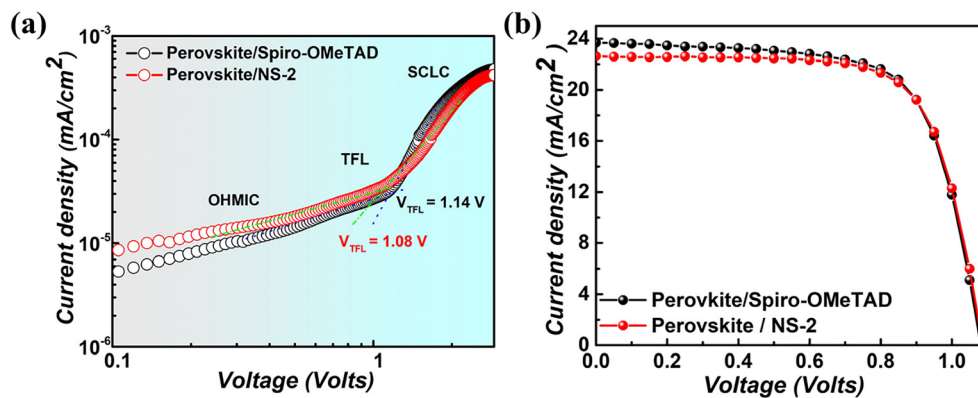 (a)
Current density (mA/cm²)
10⁻³
10⁻⁴
10⁻⁵
10⁻⁶
Perovskite/Spiro-OMeTAD
Perovskite/NS-2
SCLC
TFL
OHMIC
V_TFL = 1.14 V
V_TFL = 1.08 V
0.10
1
Voltage (Volts)
(b)
Current density (mA/cm²)
24
20
16
12
8
4
0
Perovkite/Spiro-OMeTAD
Perovskite / NS-2
0.0 0.2 0.4 0.6 0.8 1.0
Voltage (Volts)